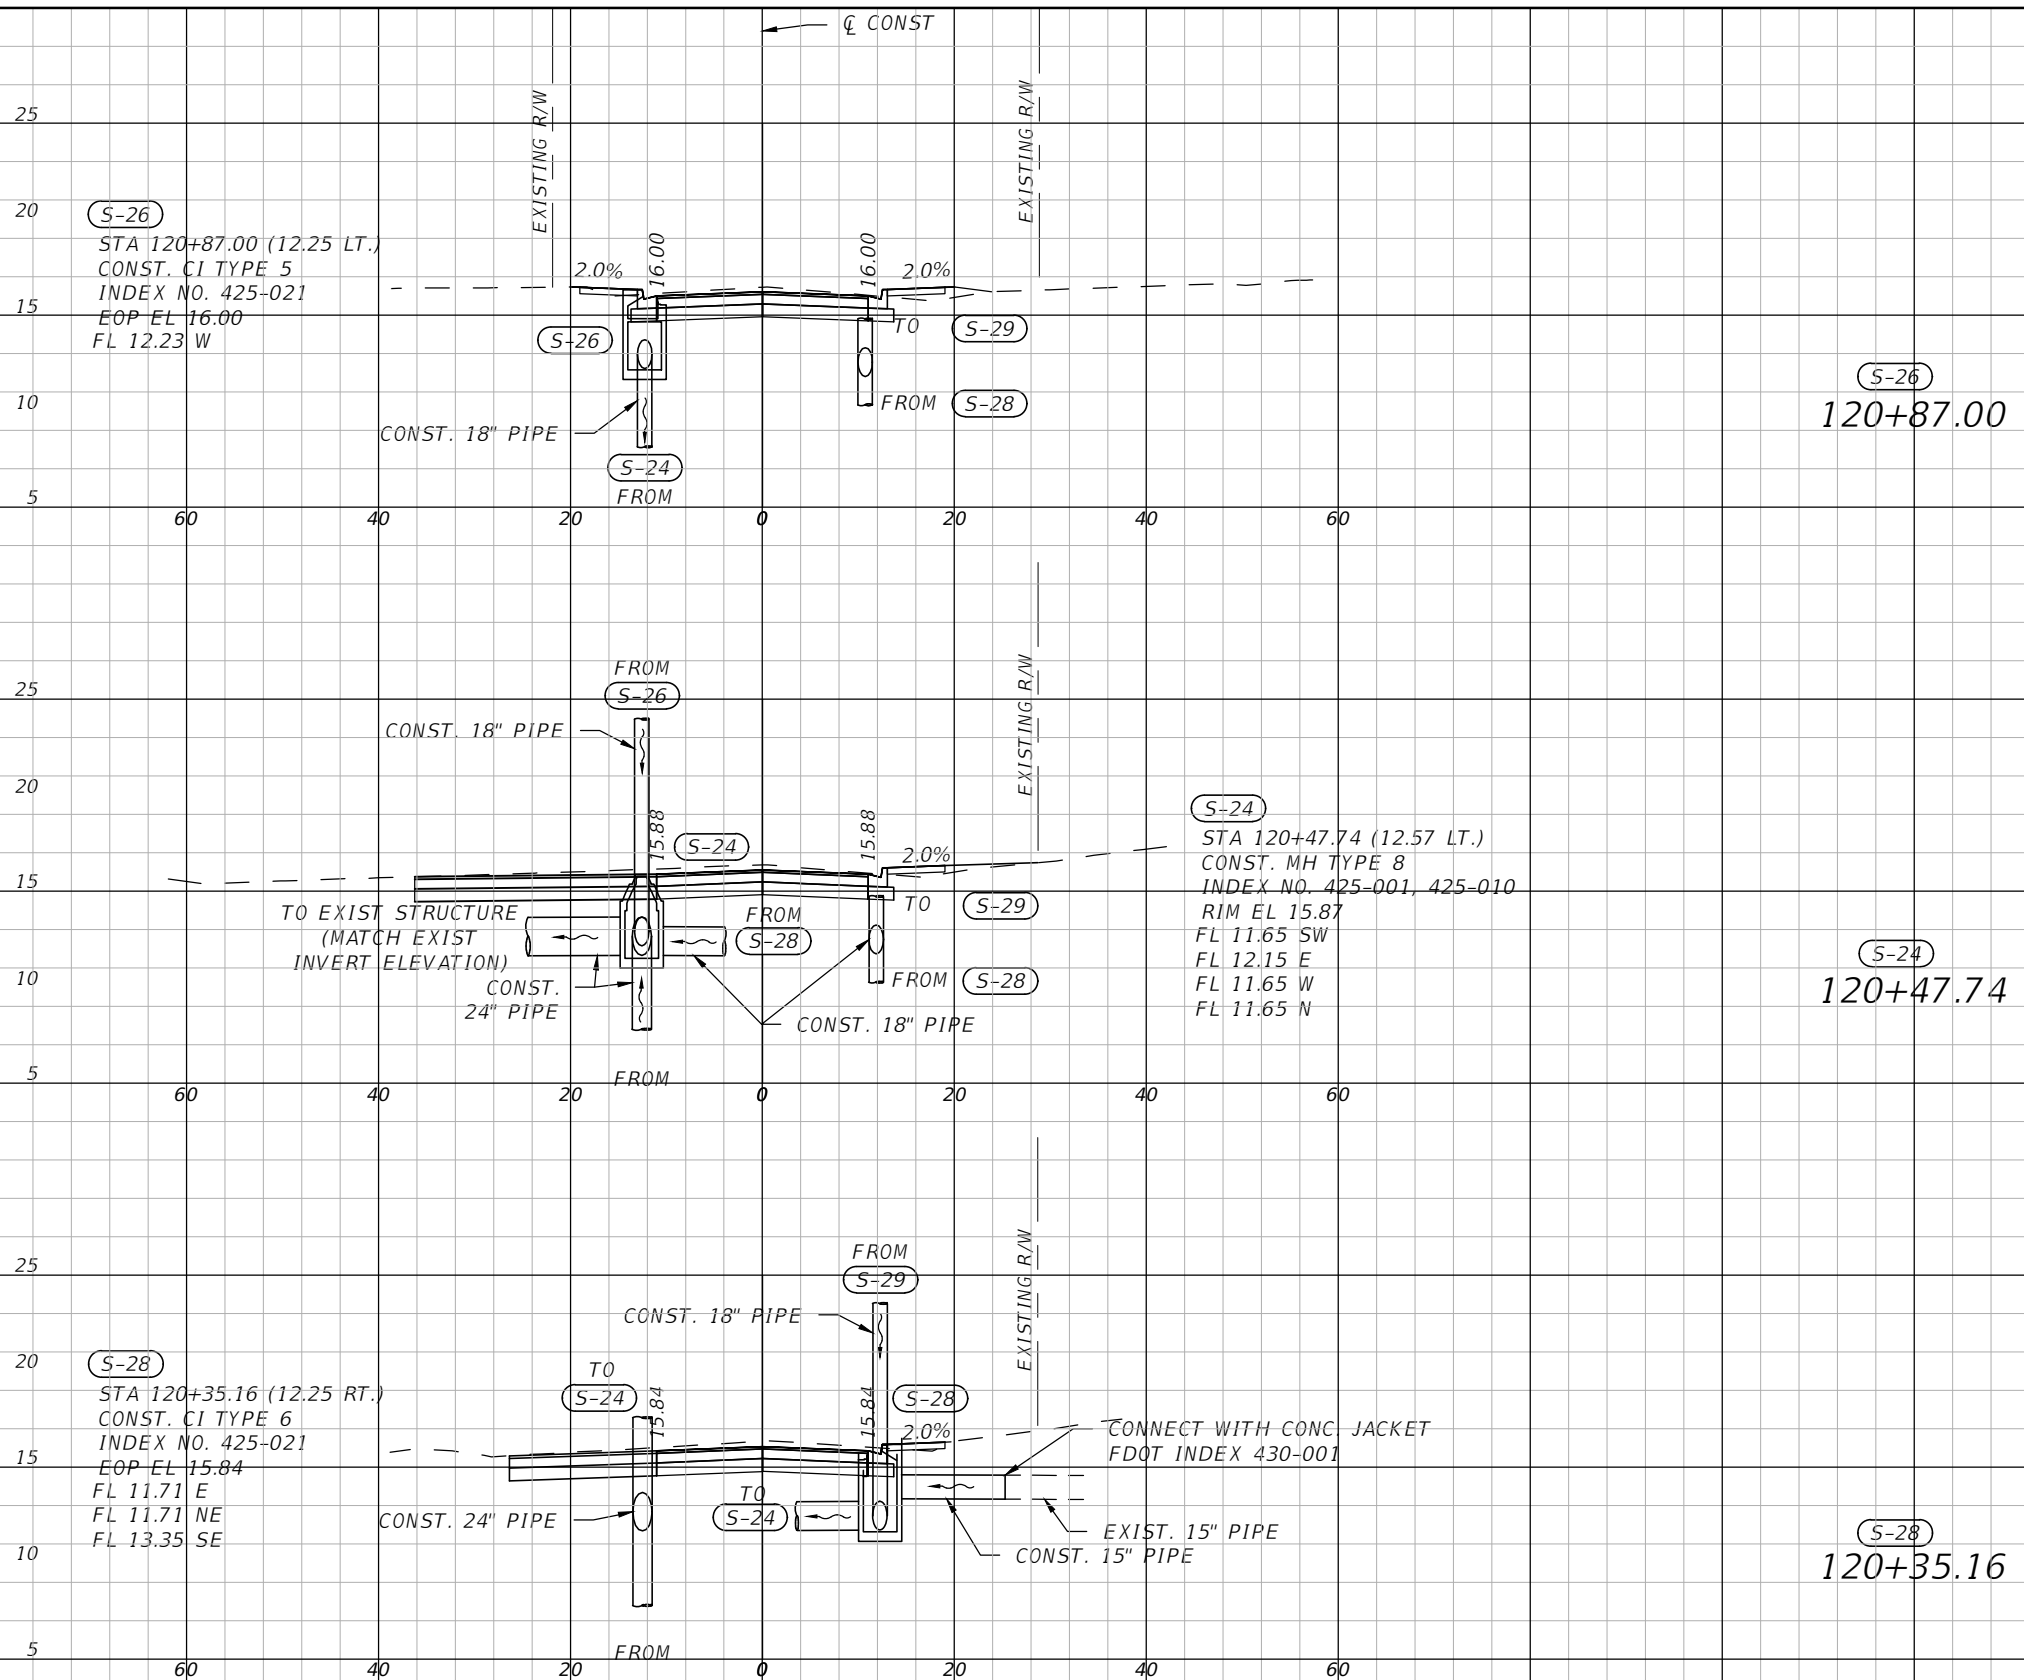 ℄ CONST
EXISTING R/W
EXISTING R/W
25
20
15
10
5
S-26
STA 120+87.00 (12.25 LT.)
CONST. CI TYPE 5
INDEX NO. 425-021
EOP EL 16.00
FL 12.23 W
2.0%
16.00
16.00
2.0%
S-26
TO
S-29
FROM
S-28
CONST. 18" PIPE
S-24
FROM
S-26
120+87.00
60
40
20
0
20
40
60
25
20
15
10
5
FROM
S-26
CONST. 18" PIPE
EXISTING R/W
15.88
S-24
15.88
2.0%
TO EXIST STRUCTURE
(MATCH EXIST
INVERT ELEVATION)
FROM
S-28
TO
S-29
FROM
S-28
CONST.
24" PIPE
CONST. 18" PIPE
FROM
S-24
STA 120+47.74 (12.57 LT.)
CONST. MH TYPE 8
INDEX NO. 425-001, 425-010
RIM EL 15.87
FL 11.65 SW
FL 12.15 E
FL 11.65 W
FL 11.65 N
S-24
120+47.74
60
40
20
0
20
40
60
25
20
15
10
5
FROM
S-29
CONST. 18" PIPE
EXISTING R/W
S-28
STA 120+35.16 (12.25 RT.)
CONST. CI TYPE 6
INDEX NO. 425-021
EOP EL 15.84
FL 11.71 E
FL 11.71 NE
FL 13.35 SE
TO
S-24
15.84
15.84
S-28
2.0%
CONNECT WITH CONC. JACKET
FDOT INDEX 430-001
CONST. 24" PIPE
TO
S-24
EXIST. 15" PIPE
CONST. 15" PIPE
FROM
S-28
120+35.16
60
40
20
0
20
40
60